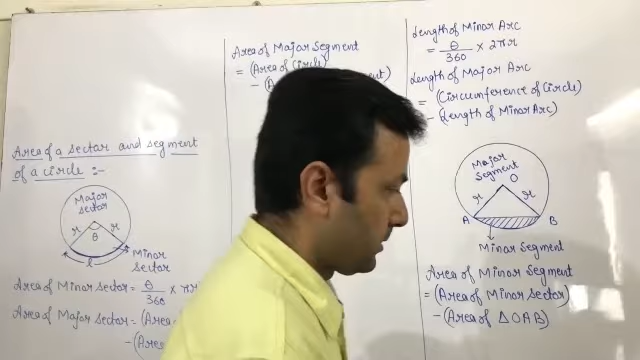 Area of a sector and segment
of a circle :-
Major
sector
r r
θ
l
Minor
sector
Area of Minor Sector = θ/360 × πr
Area of Major Sector = (Area
- (Area
Area of Major Segment
= (Area of Circle)
Length of Minor Arc
= θ/360 × 2πr
Length of Major Arc
= (Circumference of Circle)
- (Length of Minor Arc)
Major
Segment
O
r r
A B
Minor Segment
Area of Minor Segment
= (Area of Minor Sector)
- (Area of △OAB)